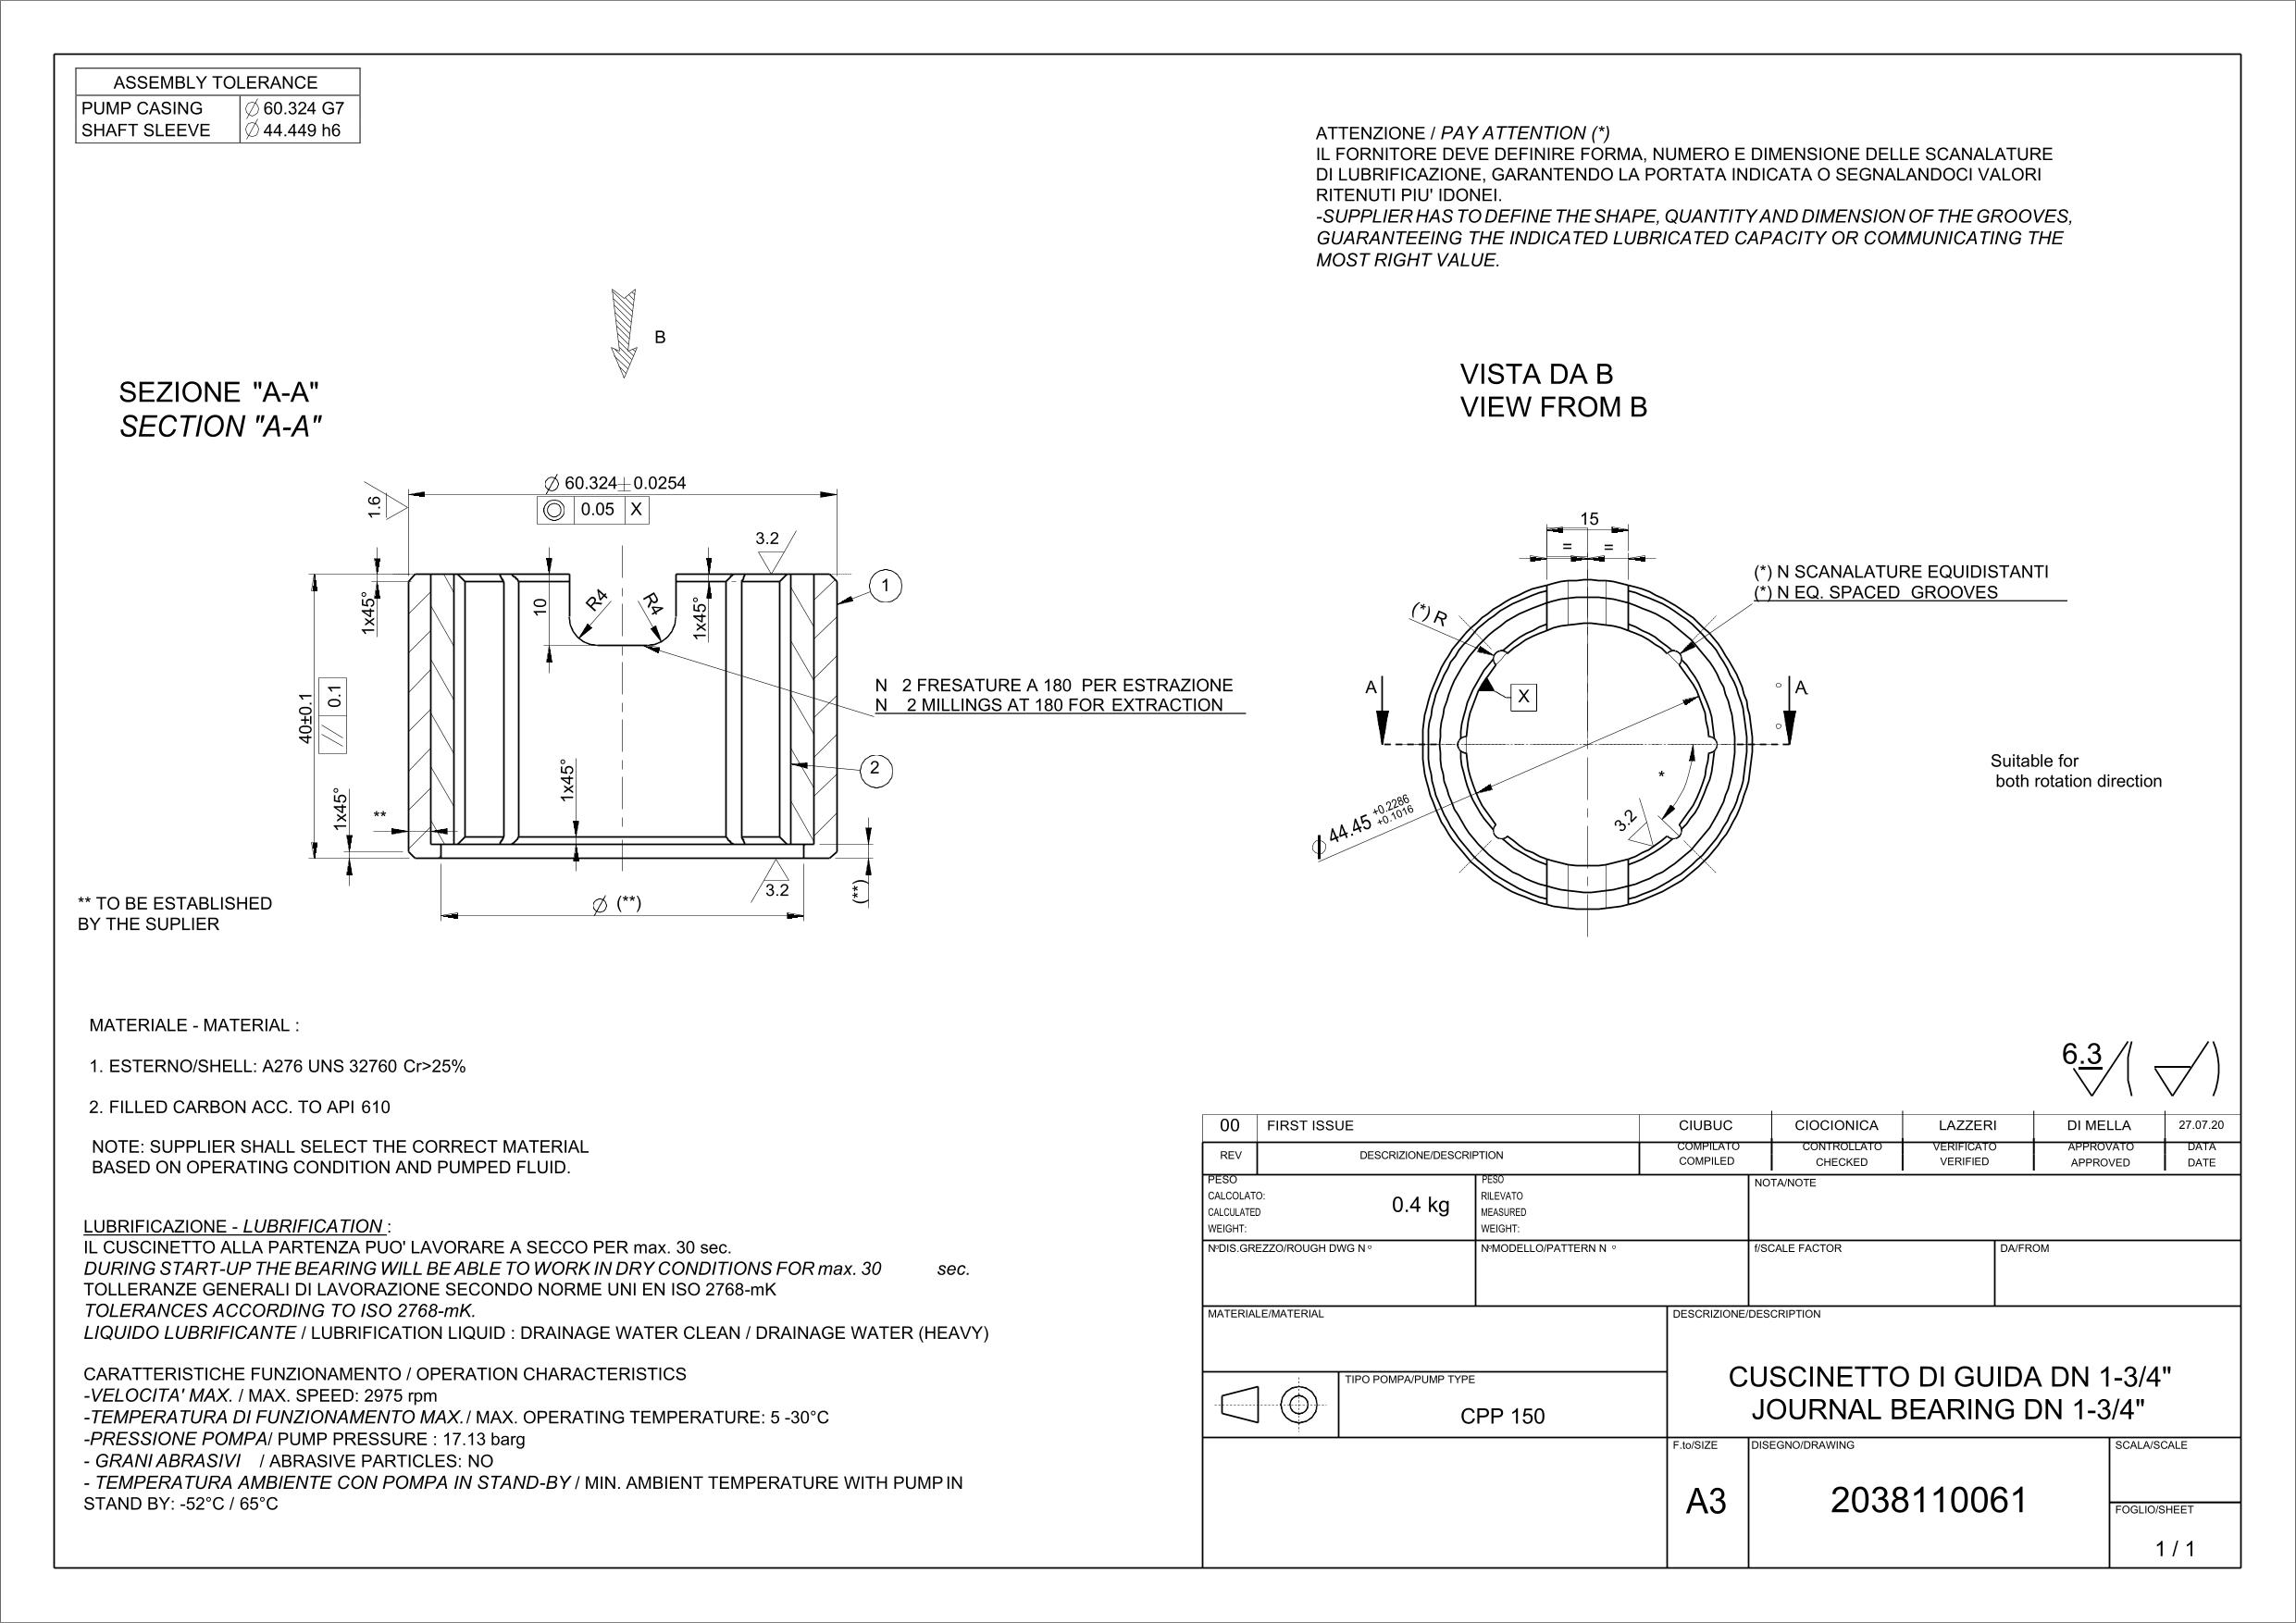 ASSEMBLY TOLERANCE
PUMP CASING ∅ 60.324 G7
SHAFT SLEEVE ∅ 44.449 h6
ATTENZIONE / PAY ATTENTION (*)
IL FORNITORE DEVE DEFINIRE FORMA, NUMERO E DIMENSIONE DELLE SCANALATURE
DI LUBRIFICAZIONE, GARANTENDO LA PORTATA INDICATA O SEGNALANDOCI VALORI
RITENUTI PIU' IDONEI.
-SUPPLIER HAS TO DEFINE THE SHAPE, QUANTITY AND DIMENSION OF THE GROOVES,
GUARANTEEING THE INDICATED LUBRICATED CAPACITY OR COMMUNICATING THE
MOST RIGHT VALUE.
B
SEZIONE "A-A"
SECTION "A-A"
VISTA DA B
VIEW FROM B
∅ 60.324±0.0254
0.05 X
1.6
3.2
1x45°
10
R4
R4
1x45°
1
40±0.1
0.1
N 2 FRESATURE A 180 PER ESTRAZIONE
N 2 MILLINGS AT 180 FOR EXTRACTION
2
1x45°
1x45°
**
3.2
(**)
∅ (**)
** TO BE ESTABLISHED
BY THE SUPLIER
15
= =
(*) N SCANALATURE EQUIDISTANTI
(*) N EQ. SPACED GROOVES
(*) R
A
X
° A
°
*
3.2
∅ 44.45 +0.2286
+0.1016
Suitable for
both rotation direction
MATERIALE - MATERIAL :
1. ESTERNO/SHELL: A276 UNS 32760 Cr>25%
2. FILLED CARBON ACC. TO API 610
NOTE: SUPPLIER SHALL SELECT THE CORRECT MATERIAL
BASED ON OPERATING CONDITION AND PUMPED FLUID.
LUBRIFICAZIONE - LUBRIFICATION :
IL CUSCINETTO ALLA PARTENZA PUO' LAVORARE A SECCO PER max. 30 sec.
DURING START-UP THE BEARING WILL BE ABLE TO WORK IN DRY CONDITIONS FOR max. 30 sec.
TOLLERANZE GENERALI DI LAVORAZIONE SECONDO NORME UNI EN ISO 2768-mK
TOLERANCES ACCORDING TO ISO 2768-mK.
LIQUIDO LUBRIFICANTE / LUBRIFICATION LIQUID : DRAINAGE WATER CLEAN / DRAINAGE WATER (HEAVY)
CARATTERISTICHE FUNZIONAMENTO / OPERATION CHARACTERISTICS
-VELOCITA' MAX. / MAX. SPEED: 2975 rpm
-TEMPERATURA DI FUNZIONAMENTO MAX. / MAX. OPERATING TEMPERATURE: 5 -30°C
-PRESSIONE POMPA/ PUMP PRESSURE : 17.13 barg
- GRANI ABRASIVI / ABRASIVE PARTICLES: NO
- TEMPERATURA AMBIENTE CON POMPA IN STAND-BY / MIN. AMBIENT TEMPERATURE WITH PUMP IN
STAND BY: -52°C / 65°C
6.3
00 FIRST ISSUE CIUBUC CIOCIONICA LAZZERI DI MELLA 27.07.20
REV DESCRIZIONE/DESCRIPTION COMPILATO CONTROLLATO VERIFICATO APPROVATO DATA
COMPILED CHECKED VERIFIED APPROVED DATE
PESO
CALCOLATO:
CALCULATED
WEIGHT:
0.4 kg
PESO
RILEVATO
MEASURED
WEIGHT:
NOTA/NOTE
N°DIS.GREZZO/ROUGH DWG N° N°MODELLO/PATTERN N ° f/SCALE FACTOR DA/FROM
MATERIALE/MATERIAL
DESCRIZIONE/DESCRIPTION
CUSCINETTO DI GUIDA DN 1-3/4"
JOURNAL BEARING DN 1-3/4"
TIPO POMPA/PUMP TYPE
CPP 150
F.to/SIZE DISEGNO/DRAWING SCALA/SCALE
A3 2038110061
FOGLIO/SHEET
1 / 1